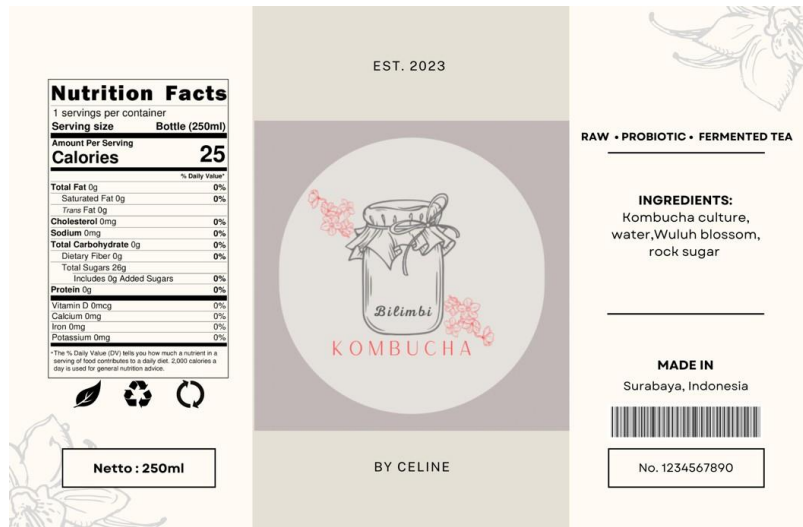 Nutrition Facts
1 servings per container
Serving size Bottle (250ml)
Amount Per Serving
Calories 25
% Daily Value*
Total Fat 0g 0%
Saturated Fat 0g 0%
Trans Fat 0g
Cholesterol 0mg 0%
Sodium 0mg 0%
Total Carbohydrate 0g 0%
Dietary Fiber 0g 0%
Total Sugars 26g
Includes 0g Added Sugars 0%
Protein 0g 0%
Vitamin D 0mcg 0%
Calcium 0mg 0%
Iron 0mg 0%
Potassium 0mg 0%
*The % Daily Value (DV) tells you how much a nutrient in a
serving of food contributes to a daily diet. 2,000 calories a
day is used for general nutrition advice.
Netto : 250ml
EST. 2023
Bilimbi
KOMBUCHA
BY CELINE
RAW • PROBIOTIC • FERMENTED TEA
INGREDIENTS:
Kombucha culture,
water,Wuluh blossom,
rock sugar
MADE IN
Surabaya, Indonesia
No. 1234567890